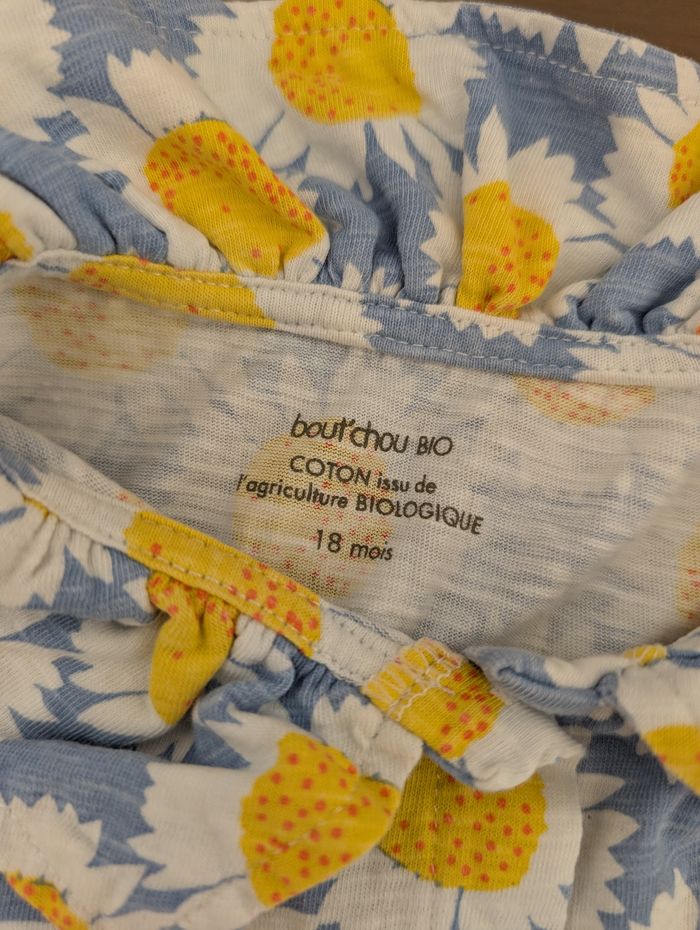 bout'chou BIO
COTON issu de
l'agriculture BIOLOGIQUE
18 mois